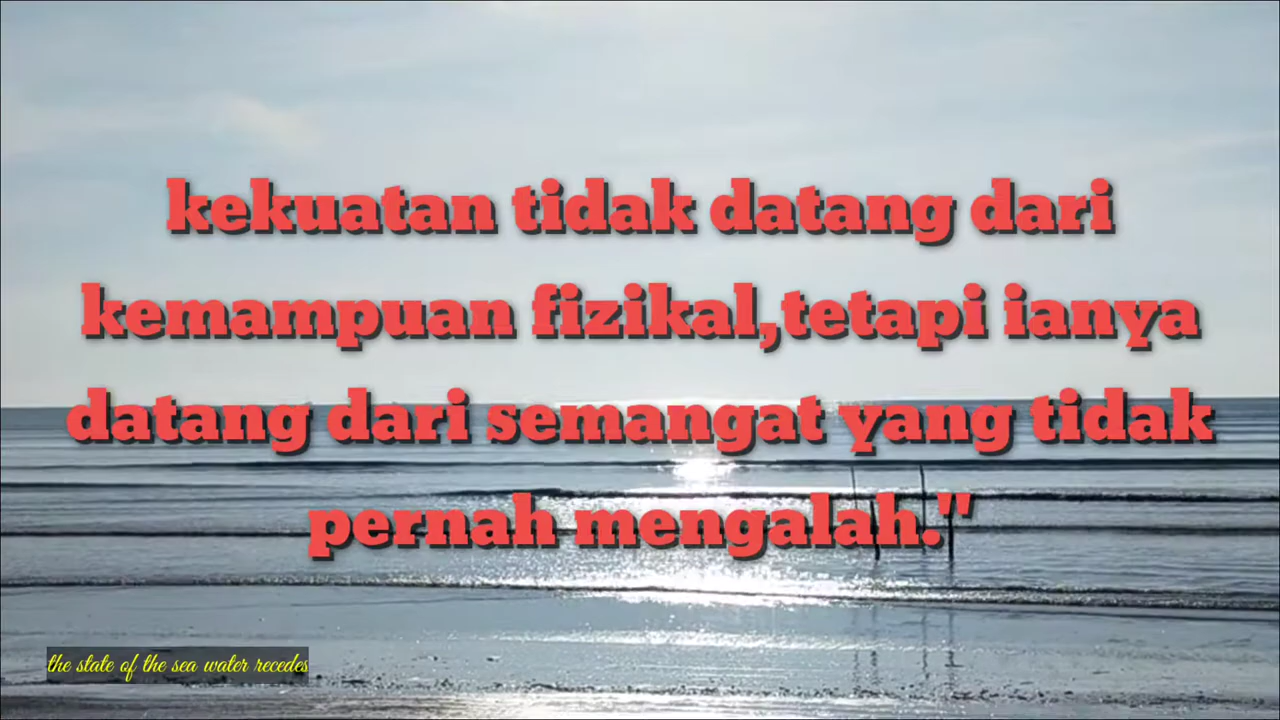 kekuatan tidak datang dari
kemampuan fizikal,tetapi ianya
datang dari semangat yang tidak
pernah mengalah."
the state of the sea water recedes